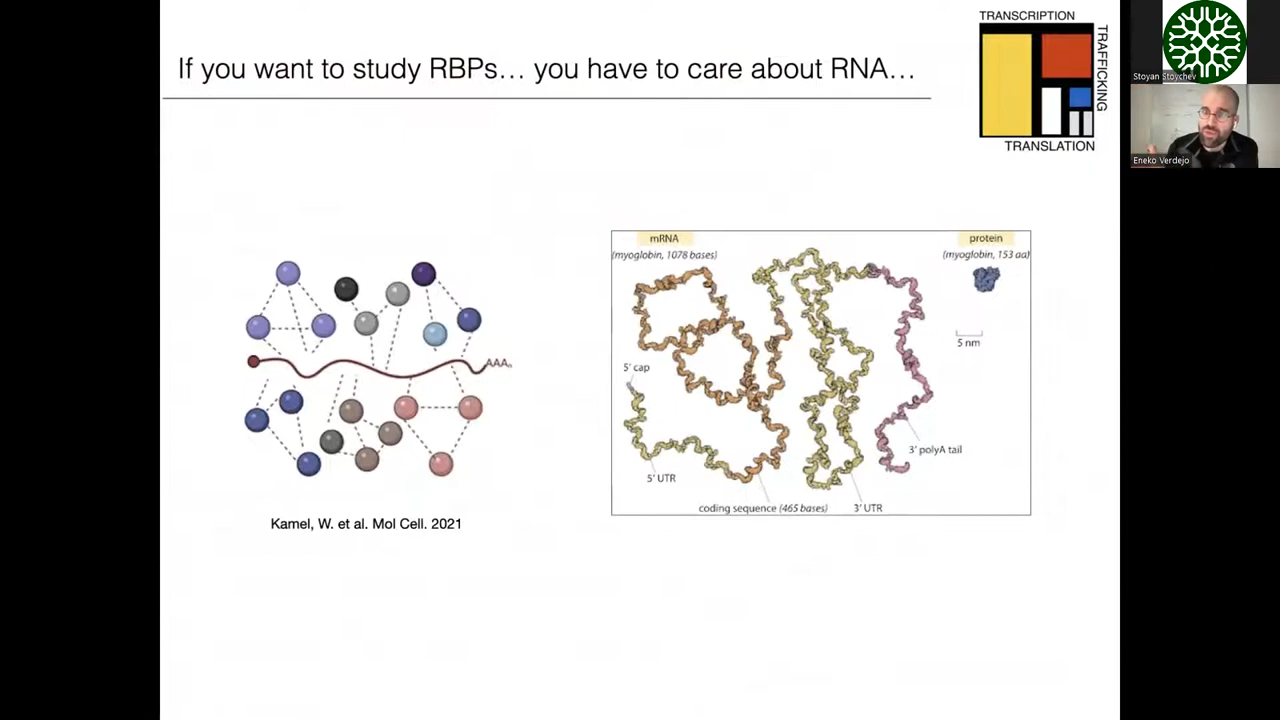 If you want to study RBPs... you have to care about RNA...
TRANSCRIPTION
TRAFFICKING
TRANSLATION
Stoyan Stoychev
Eneko Verdejo
AAAn
Kamel, W. et al. Mol Cell. 2021
mRNA
(myoglobin, 1078 bases)
protein
(myoglobin, 153 aa)
5 nm
5' cap
3' polyA tail
5' UTR
coding sequence (465 bases)
3' UTR